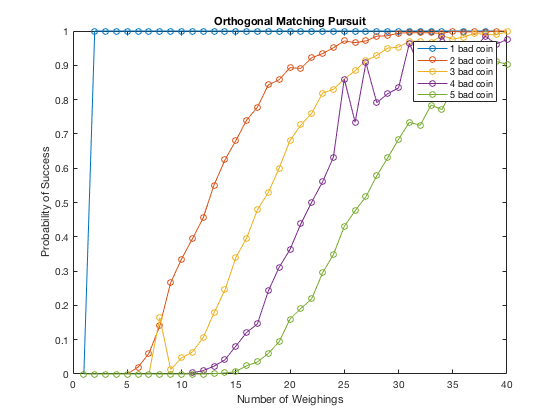 Orthogonal Matching Pursuit
1
0.9
0.8
0.7
0.6
0.5
0.4
0.3
0.2
0.1
0
Probability of Success
1 bad coin
2 bad coin
3 bad coin
4 bad coin
5 bad coin
0 5 10 15 20 25 30 35 40
Number of Weighings